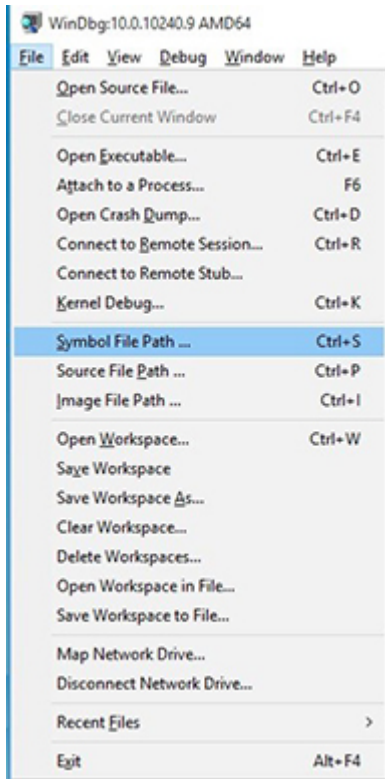 WinDbg:10.0.10240.9 AMD64
File Edit View Debug Window Help
Open Source File... Ctrl+O
Close Current Window Ctrl+F4
Open Executable... Ctrl+E
Attach to a Process... F6
Open Crash Dump... Ctrl+D
Connect to Remote Session... Ctrl+R
Connect to Remote Stub...
Kernel Debug... Ctrl+K
Symbol File Path ... Ctrl+S
Source File Path ... Ctrl+P
Image File Path ... Ctrl+I
Open Workspace... Ctrl+W
Save Workspace
Save Workspace As...
Clear Workspace...
Delete Workspaces...
Open Workspace in File...
Save Workspace to File...
Map Network Drive...
Disconnect Network Drive...
Recent Files >
Exit Alt+F4